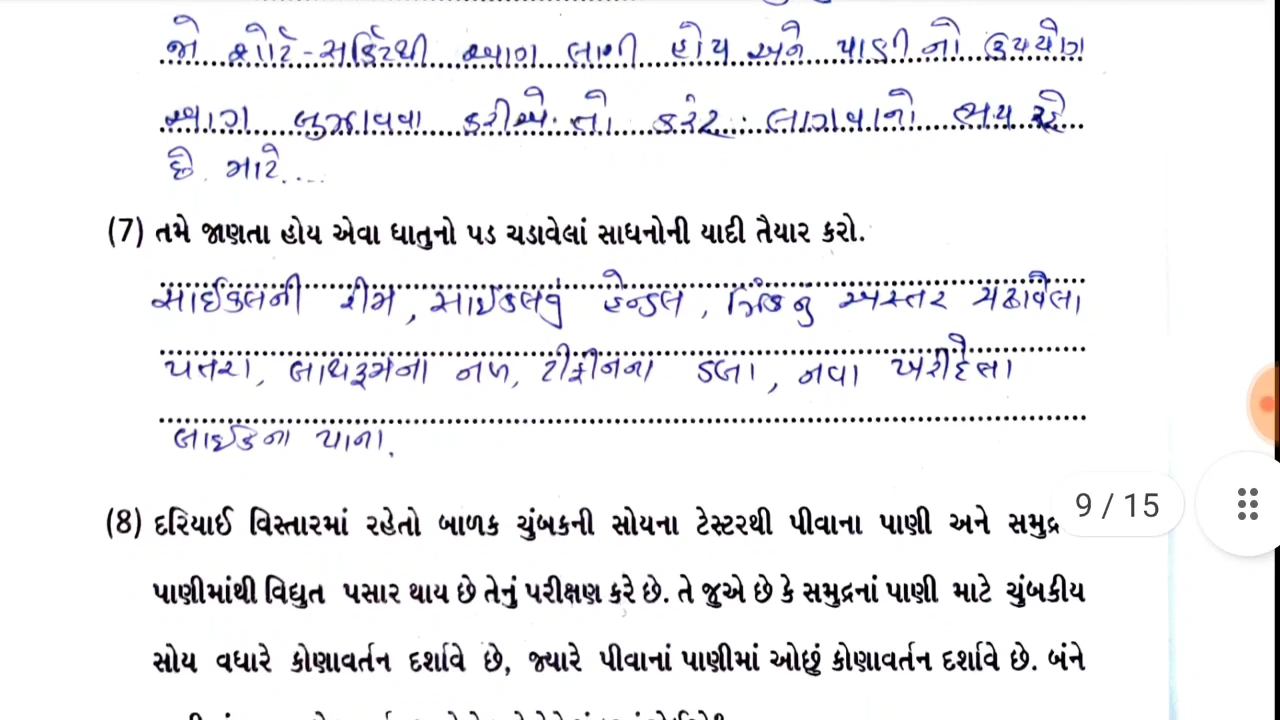 જો શોર્ટ-સર્કિટથી આગ લાગી હોય અને પાણી નો ઉપયોગ
આગ બુઝાવવા કરીએ તો કરંટ લાગવાનો ભય રહે
છે. માટે....
(7) તમે જાણતા હોય એવા ધાતુનો પડ ચડાવેલાં સાધનોની યાદી તૈયાર કરો.
સાઈકલની રીમ, સાઈકલનું હેન્ડલ, ઝિંકનું અસ્તર ચઢાવેલા
પતરા, બાથરૂમના નળ, ટીફીનના ડબા, નવા ખરીદેલા
બાઈકના પાના.
(8) દરિયાઈ વિસ્તારમાં રહેતો બાળક ચુંબકની સોયના ટેસ્ટરથી પીવાના પાણી અને સમુદ્ર
પાણીમાંથી વિદ્યુત પસાર થાય છે તેનું પરીક્ષણ કરે છે. તે જુએ છે કે સમુદ્રનાં પાણી માટે ચુંબકીય
સોય વધારે કોણાવર્તન દર્શાવે છે, જ્યારે પીવાનાં પાણીમાં ઓછું કોણાવર્તન દર્શાવે છે. બંને
9 / 15